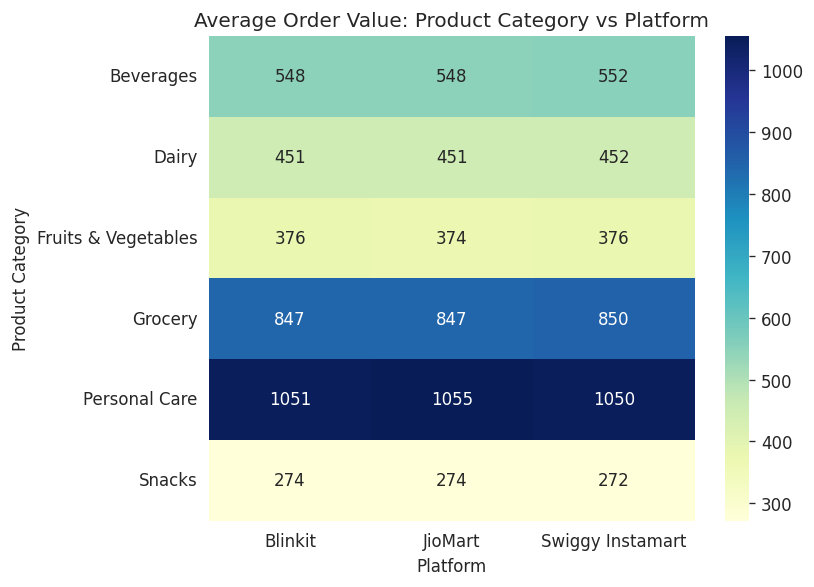 Average Order Value: Product Category vs Platform
Product Category
Beverages 548 548 552
Dairy 451 451 452
Fruits & Vegetables 376 374 376
Grocery 847 847 850
Personal Care 1051 1055 1050
Snacks 274 274 272
Blinkit JioMart Swiggy Instamart
Platform
1000
900
800
700
600
500
400
300